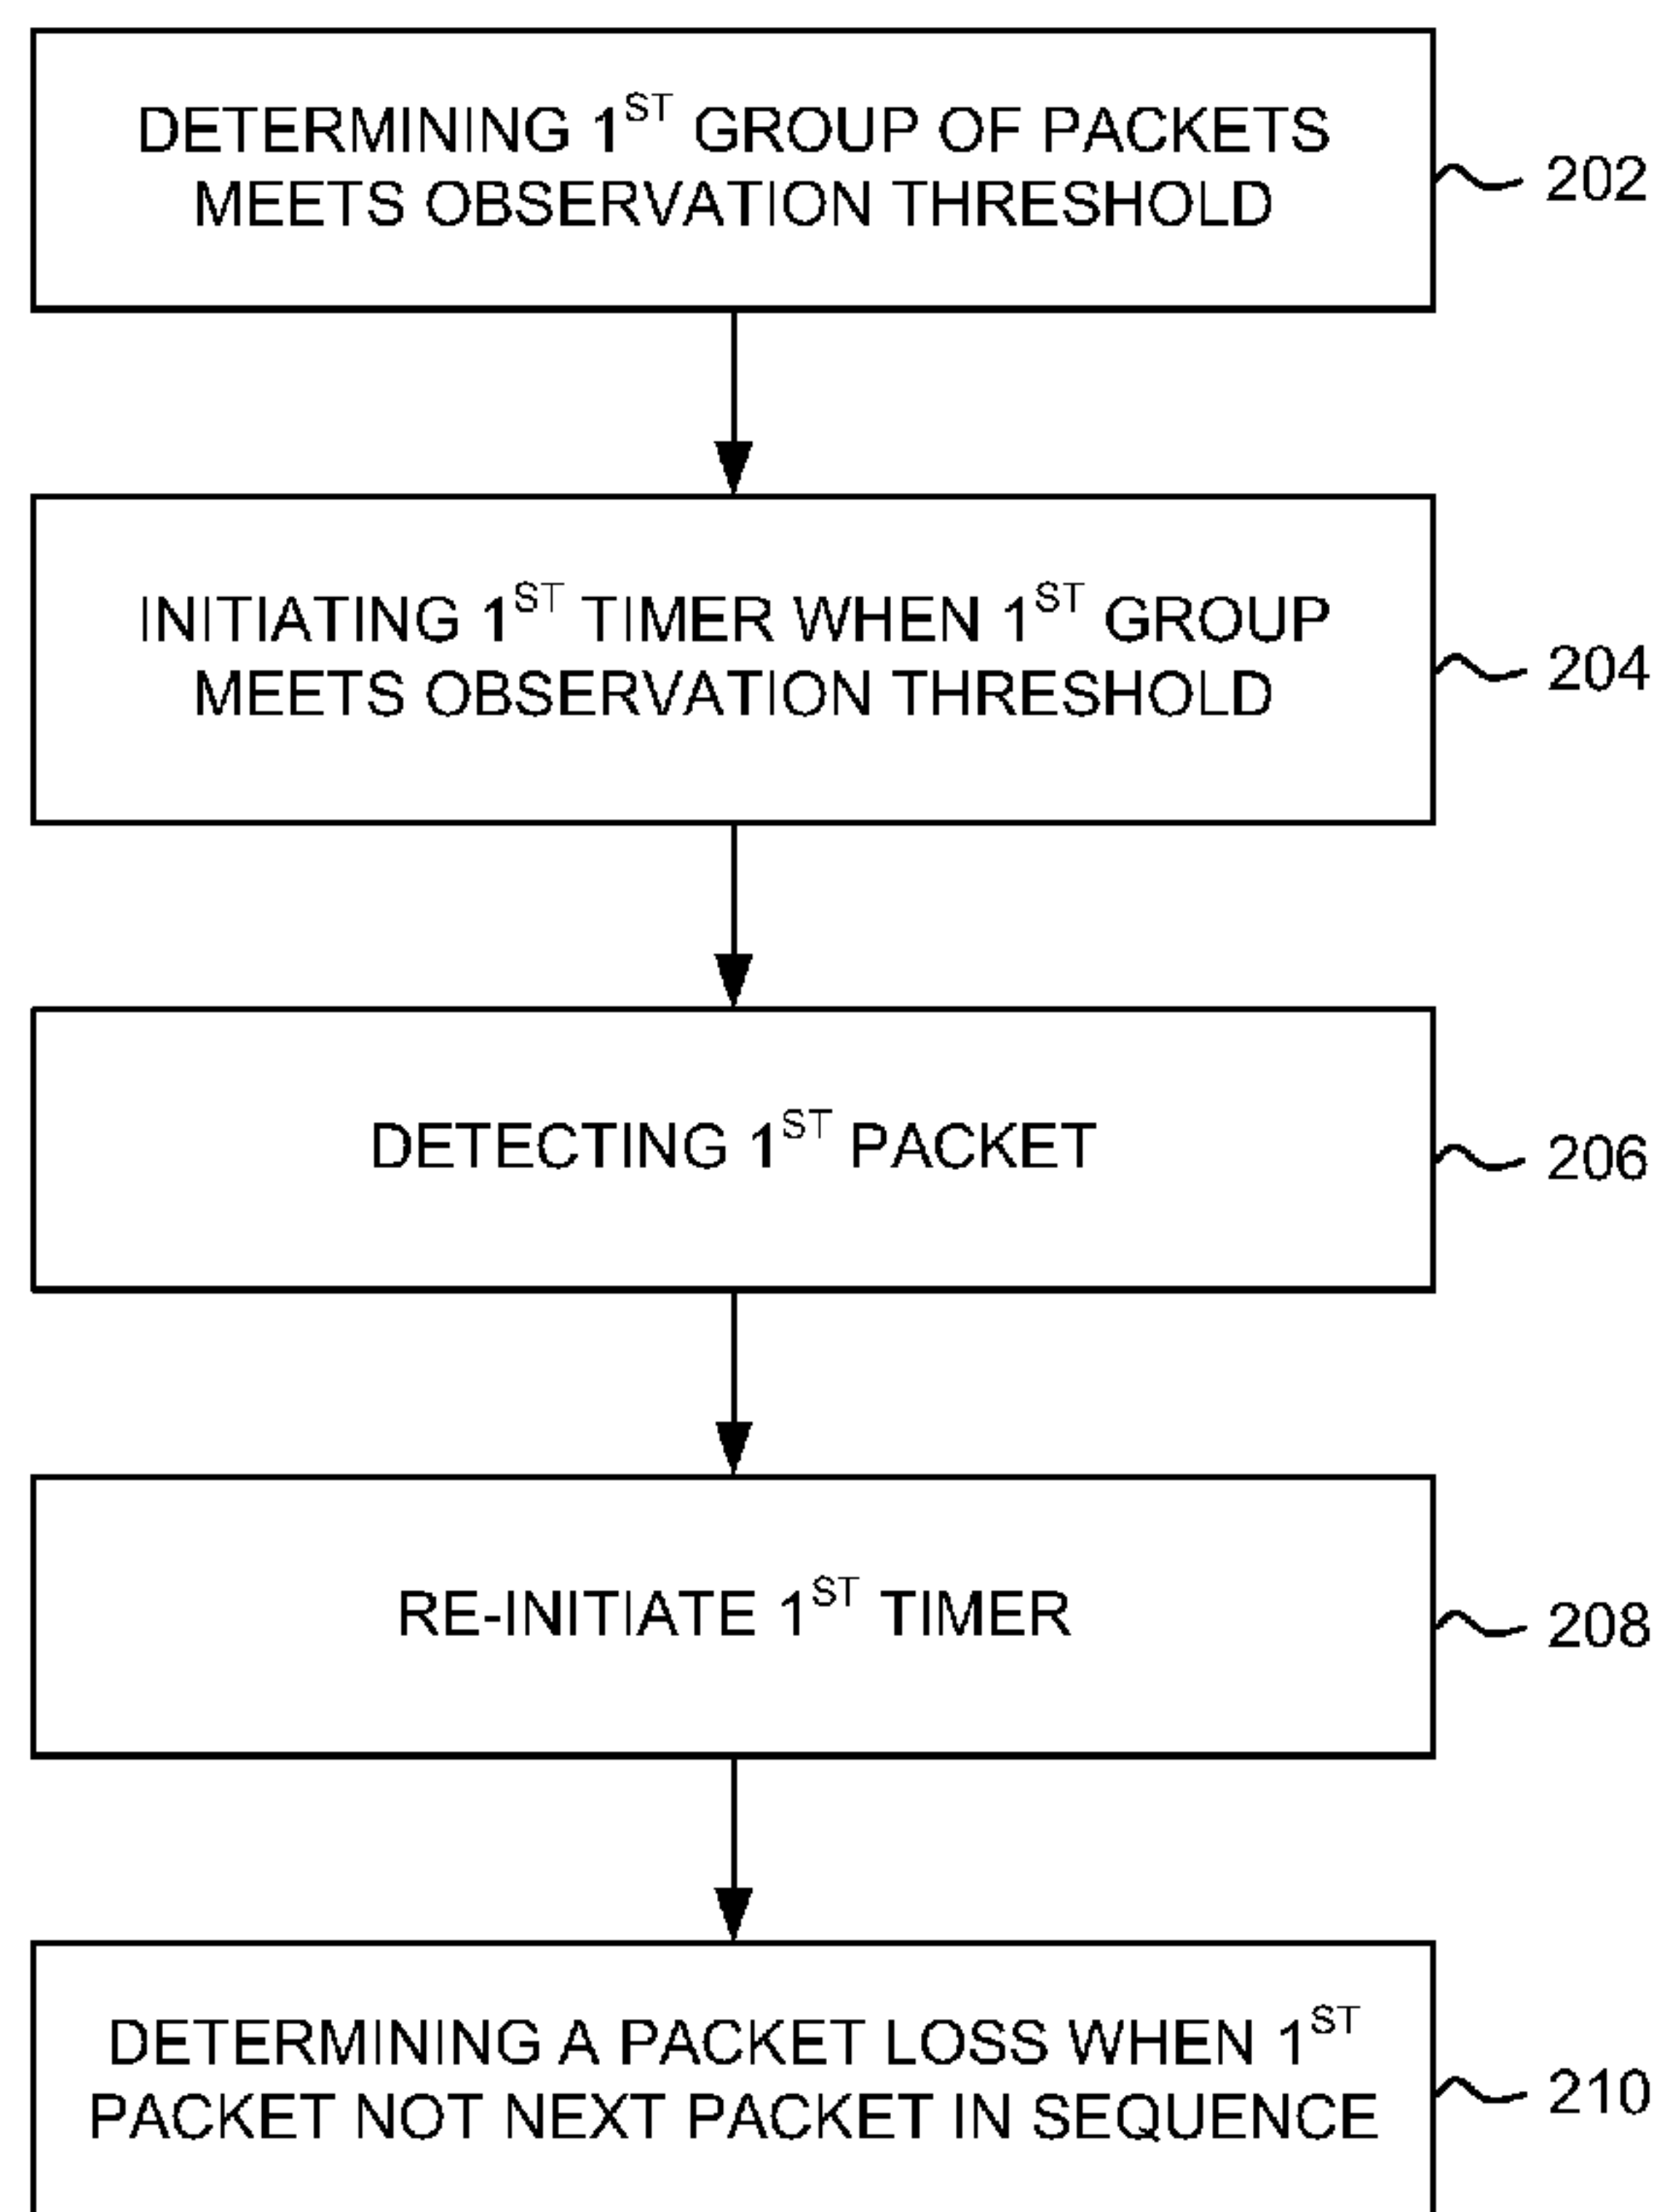 DETERMINING 1ST GROUP OF PACKETS
MEETS OBSERVATION THRESHOLD
202
INITIATING 1ST TIMER WHEN 1ST GROUP
MEETS OBSERVATION THRESHOLD
204
DETECTING 1ST PACKET
206
RE-INITIATE 1ST TIMER
208
DETERMINING A PACKET LOSS WHEN 1ST
PACKET NOT NEXT PACKET IN SEQUENCE
210